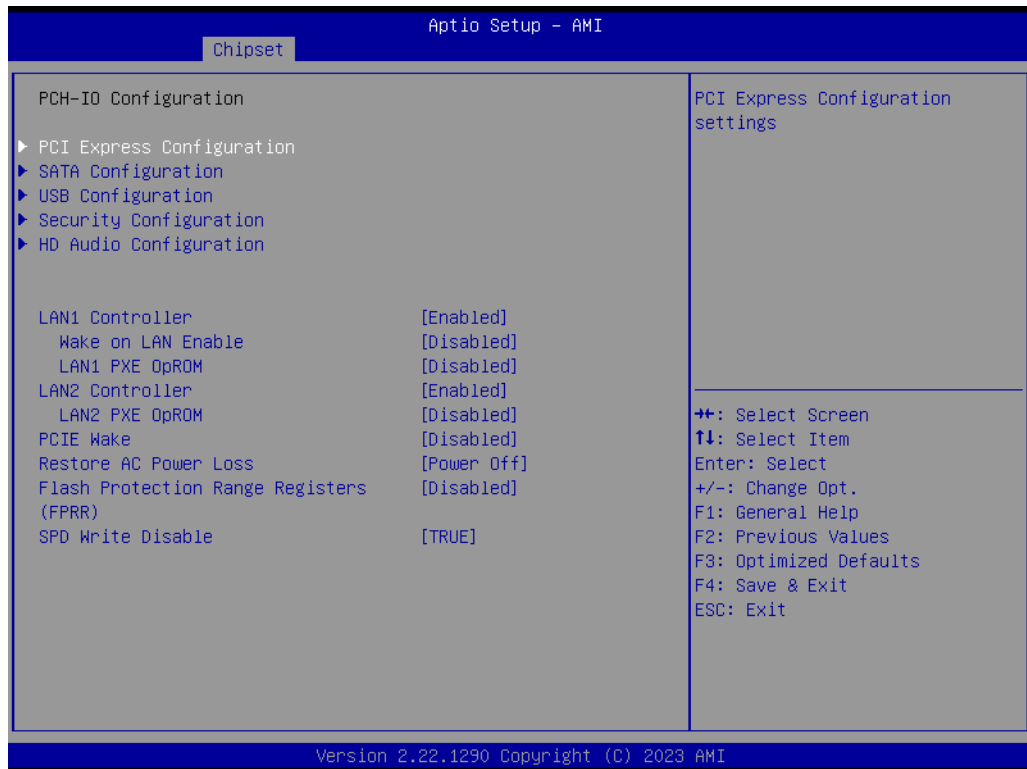 Aptio Setup – AMI
Chipset
PCH-IO Configuration
PCI Express Configuration
SATA Configuration
USB Configuration
Security Configuration
HD Audio Configuration
LAN1 Controller [Enabled]
Wake on LAN Enable [Disabled]
LAN1 PXE OpROM [Disabled]
LAN2 Controller [Enabled]
LAN2 PXE OpROM [Disabled]
PCIE Wake [Disabled]
Restore AC Power Loss [Power Off]
Flash Protection Range Registers [Disabled]
(FPRR)
SPD Write Disable [TRUE]
PCI Express Configuration
settings
→←: Select Screen
↑↓: Select Item
Enter: Select
+/-: Change Opt.
F1: General Help
F2: Previous Values
F3: Optimized Defaults
F4: Save & Exit
ESC: Exit
Version 2.22.1290 Copyright (C) 2023 AMI